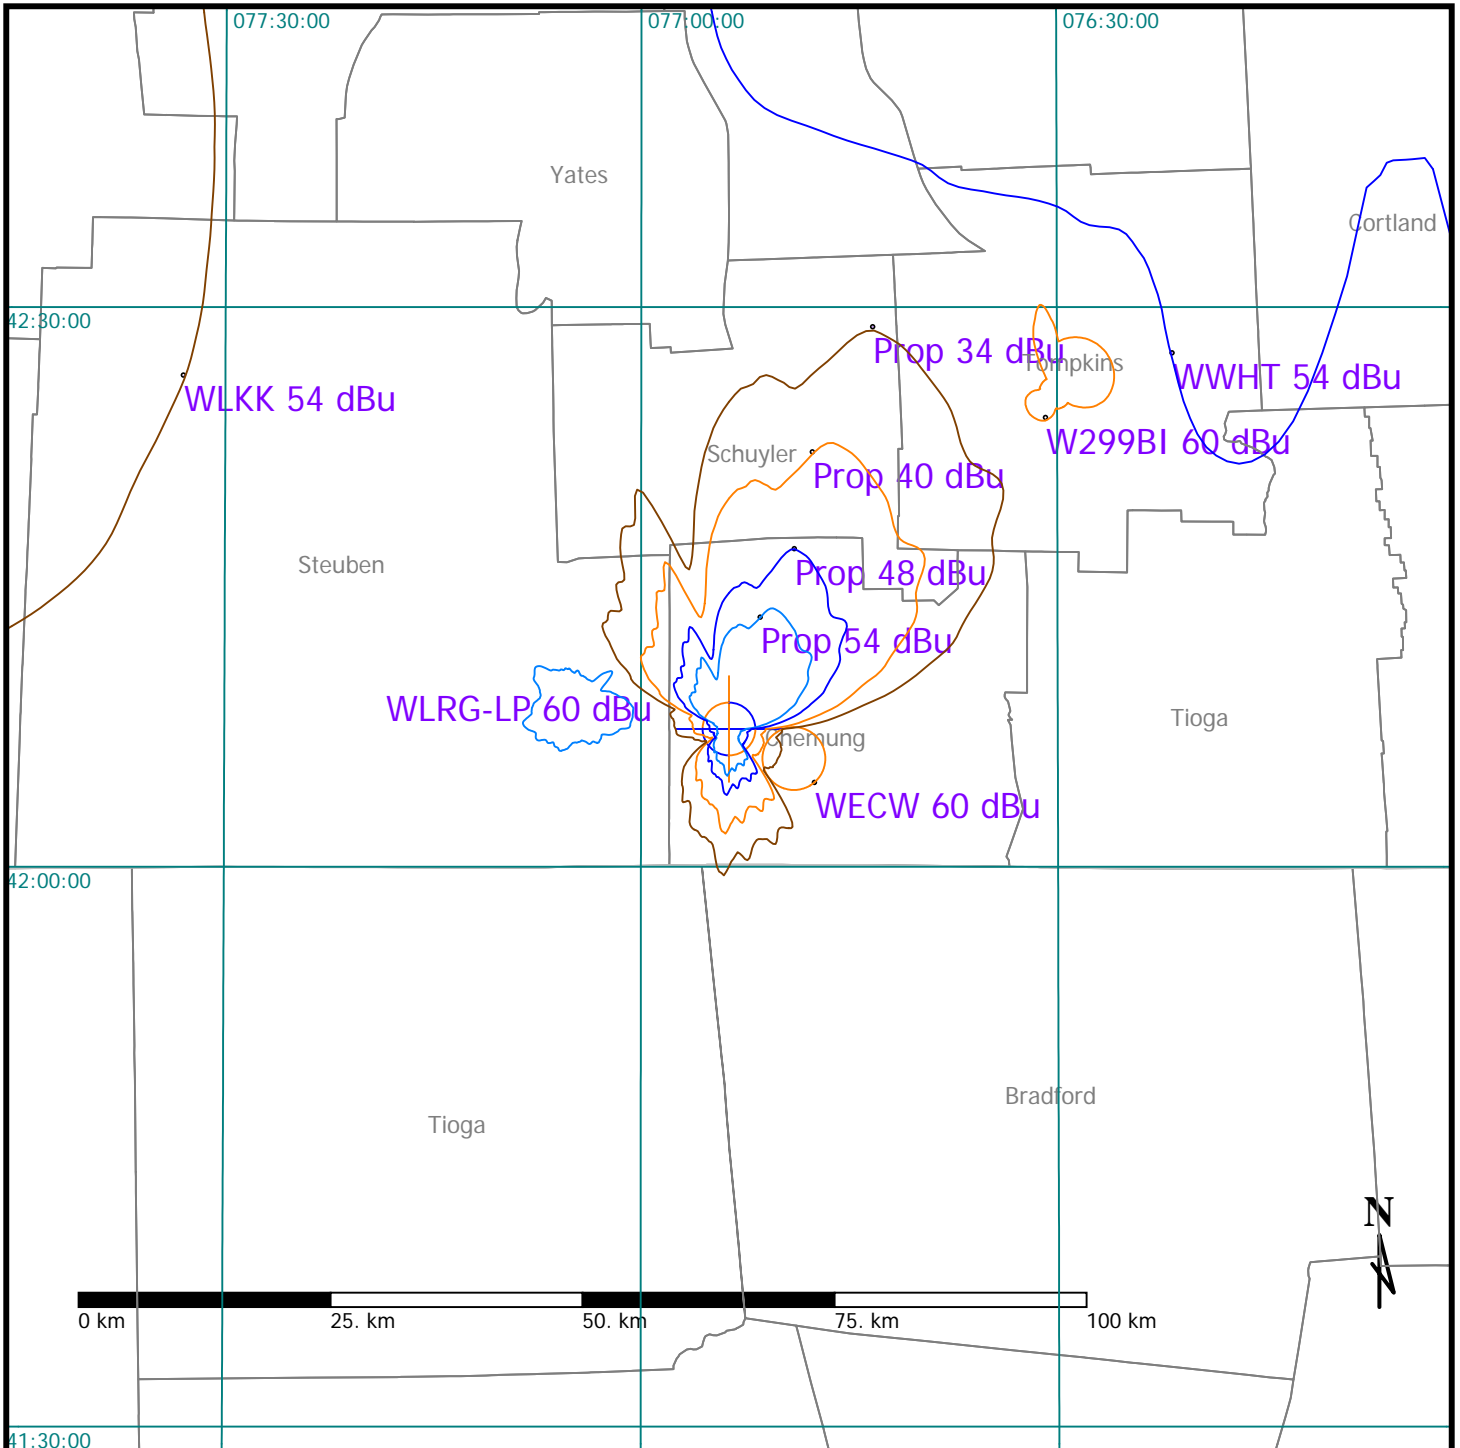 077:30:00
077:00:00
076:30:00
Yates
Cortland
42:30:00
Prop 34 dBu
Tompkins
WWHT 54 dBu
WLKK 54 dBu
W299BI 60 dBu
Schuyler
Prop 40 dBu
Steuben
Prop 48 dBu
Prop 54 dBu
WLRG-LP 60 dBu
Tioga
Chemung
WECW 60 dBu
42:00:00
Bradford
Tioga
N
0 km
25. km
50. km
75. km
100 km
41:30:00